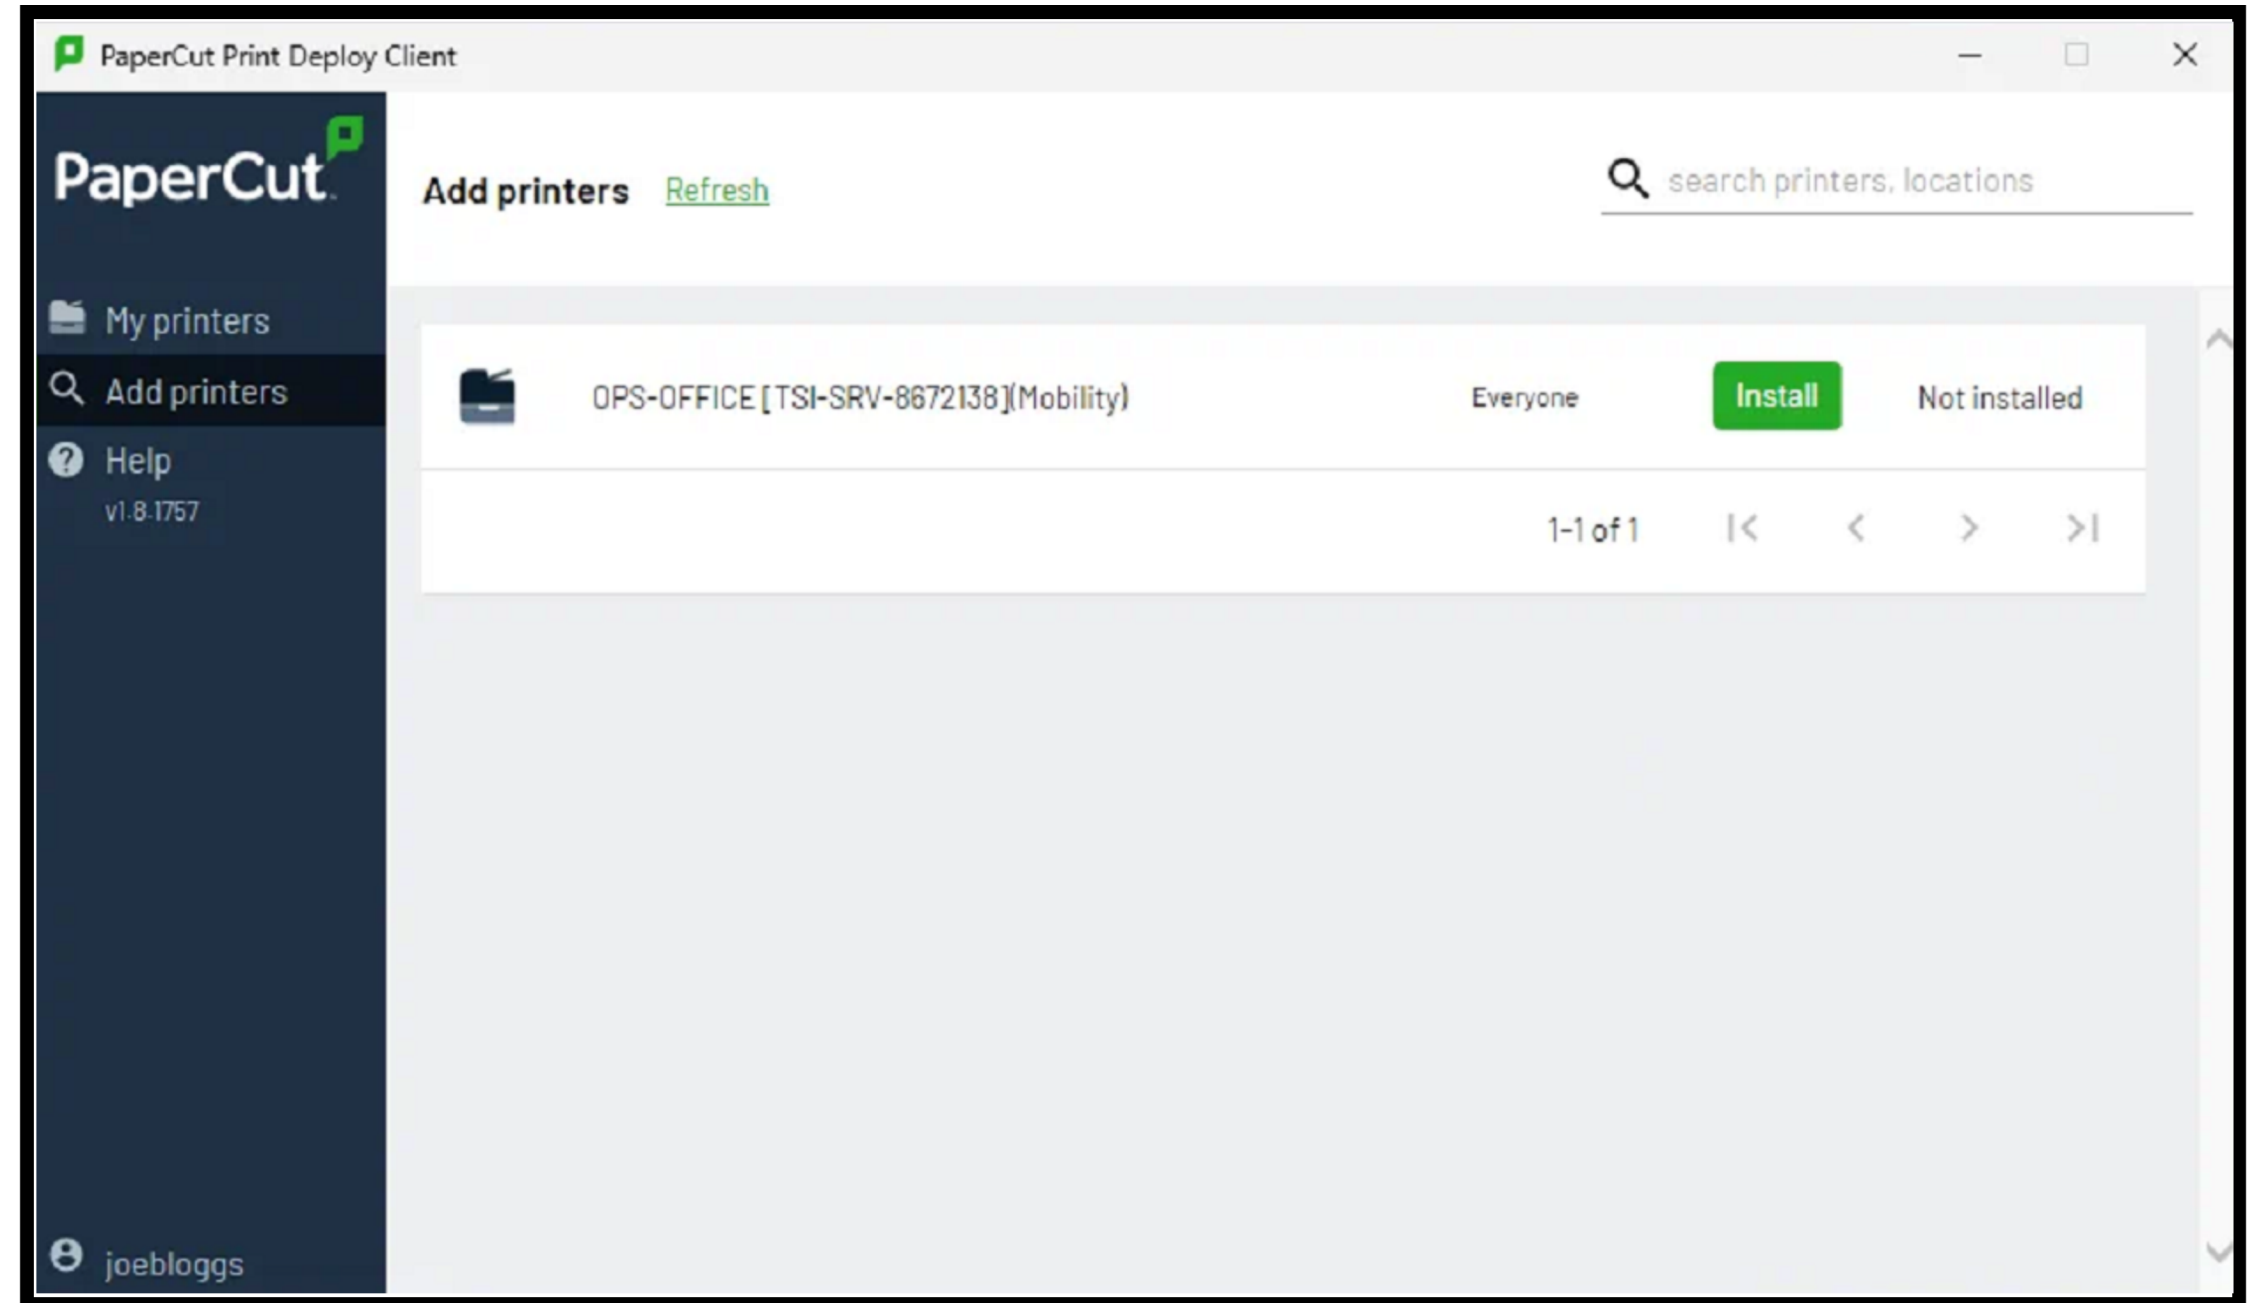 PaperCut Print Deploy Client
PaperCut
Add printers Refresh
search printers, locations
My printers
Add printers
Help
v1.8.1757
OPS-OFFICE [TSI-SRV-8672138](Mobility) Everyone Install Not installed
1-1 of 1
joebloggs